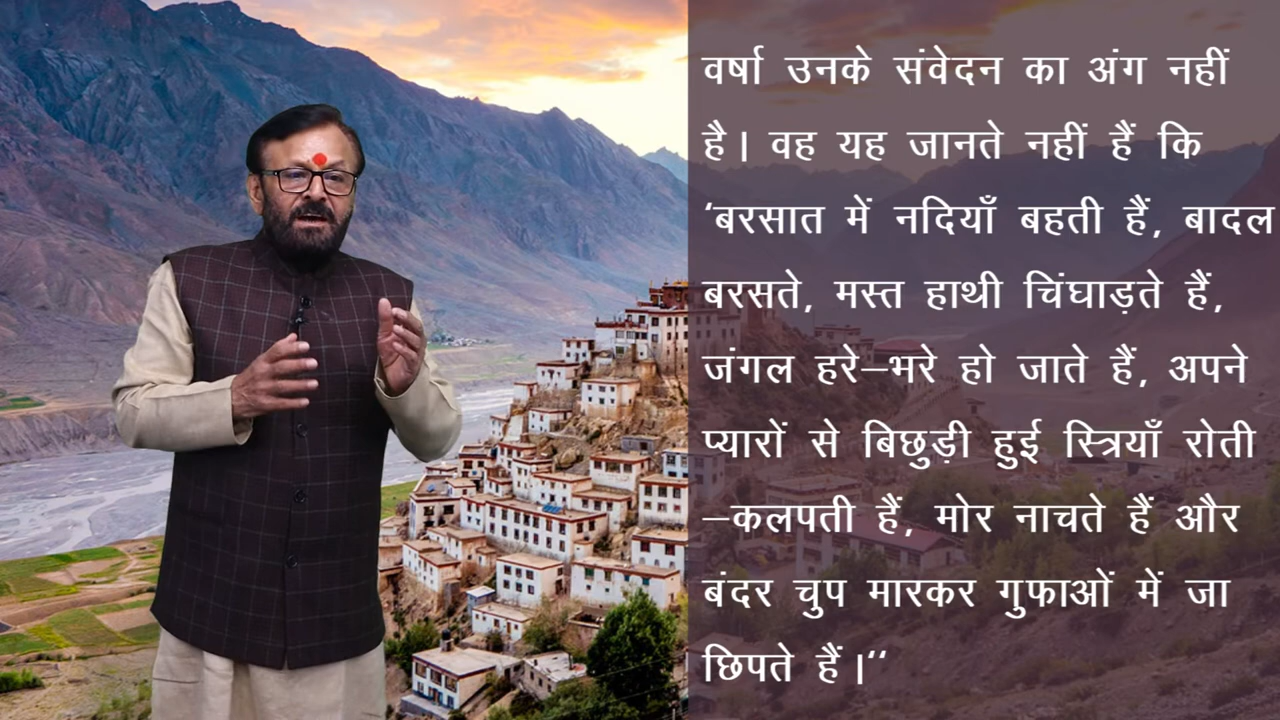 वर्षा उनके संवेदन का अंग नहीं
है। वह यह जानते नहीं हैं कि
‘बरसात में नदियाँ बहती हैं, बादल
बरसते, मस्त हाथी चिंघाड़ते हैं,
जंगल हरे–भरे हो जाते हैं, अपने
प्यारों से बिछुड़ी हुई स्त्रियाँ रोती
–कलपती हैं, मोर नाचते हैं और
बंदर चुप मारकर गुफाओं में जा
छिपते हैं।‘‘